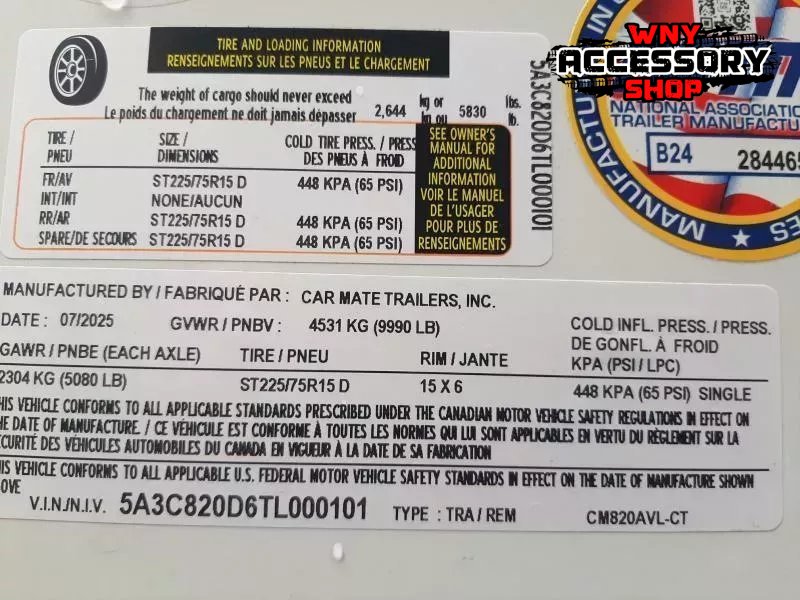 WNY
ACCESSORY
SHOP
TIRE AND LOADING INFORMATION
RENSEIGNEMENTS SUR LES PNEUS ET LE CHARGEMENT
The weight of cargo should never exceed
Le poids du chargement ne doit jamais dépasser 2,644 kg or kg ou 5830 lbs. lb.
TIRE / PNEU SIZE / DIMENSIONS COLD TIRE PRESS. / PRESS. DES PNEUS À FROID
FR/AV ST225/75R15 D 448 KPA (65 PSI)
INT/INT NONE/AUCUN
RR/AR ST225/75R15 D 448 KPA (65 PSI)
SPARE/DE SECOURS ST225/75R15 D 448 KPA (65 PSI)
SEE OWNER'S
MANUAL FOR
ADDITIONAL
INFORMATION
VOIR LE MANUEL
DE L'USAGER
POUR PLUS DE
RENSEIGNEMENTS
5A3C820D6TL000101
NATIONAL ASSOCIATIO
TRAILER MANUFACTU
B24 284465
MANUFACTUR
MANUFACTURED BY / FABRIQUÉ PAR : CAR MATE TRAILERS, INC.
DATE : 07/2025 GVWR / PNBV : 4531 KG (9990 LB)
COLD INFL. PRESS. / PRESS.
DE GONFL. À FROID
KPA (PSI / LPC)
GAWR / PNBE (EACH AXLE) TIRE / PNEU RIM / JANTE
2304 KG (5080 LB) ST225/75R15 D 15 X 6 448 KPA (65 PSI) SINGLE
HIS VEHICLE CONFORMS TO ALL APPLICABLE STANDARDS PRESCRIBED UNDER THE CANADIAN MOTOR VEHICLE SAFETY REGULATIONS IN EFFECT ON
HE DATE OF MANUFACTURE. / CE VÉHICULE EST CONFORME À TOUTES LES NORMES QUI LUI SONT APPLICABLES EN VERTU DU RÈGLEMENT SUR LA
ÉCURITÉ DES VÉHICULES AUTOMOBILES DU CANADA EN VIGUEUR À LA DATE DE SA FABRICATION
IS VEHICLE CONFORMS TO ALL APPLICABLE U.S. FEDERAL MOTOR VEHICLE SAFETY STANDARDS IN EFFECT ON THE DATE OF MANUFACTURE SHOWN
OVE
V.I.N./N.I.V. 5A3C820D6TL000101 TYPE : TRA / REM CM820AVL-CT